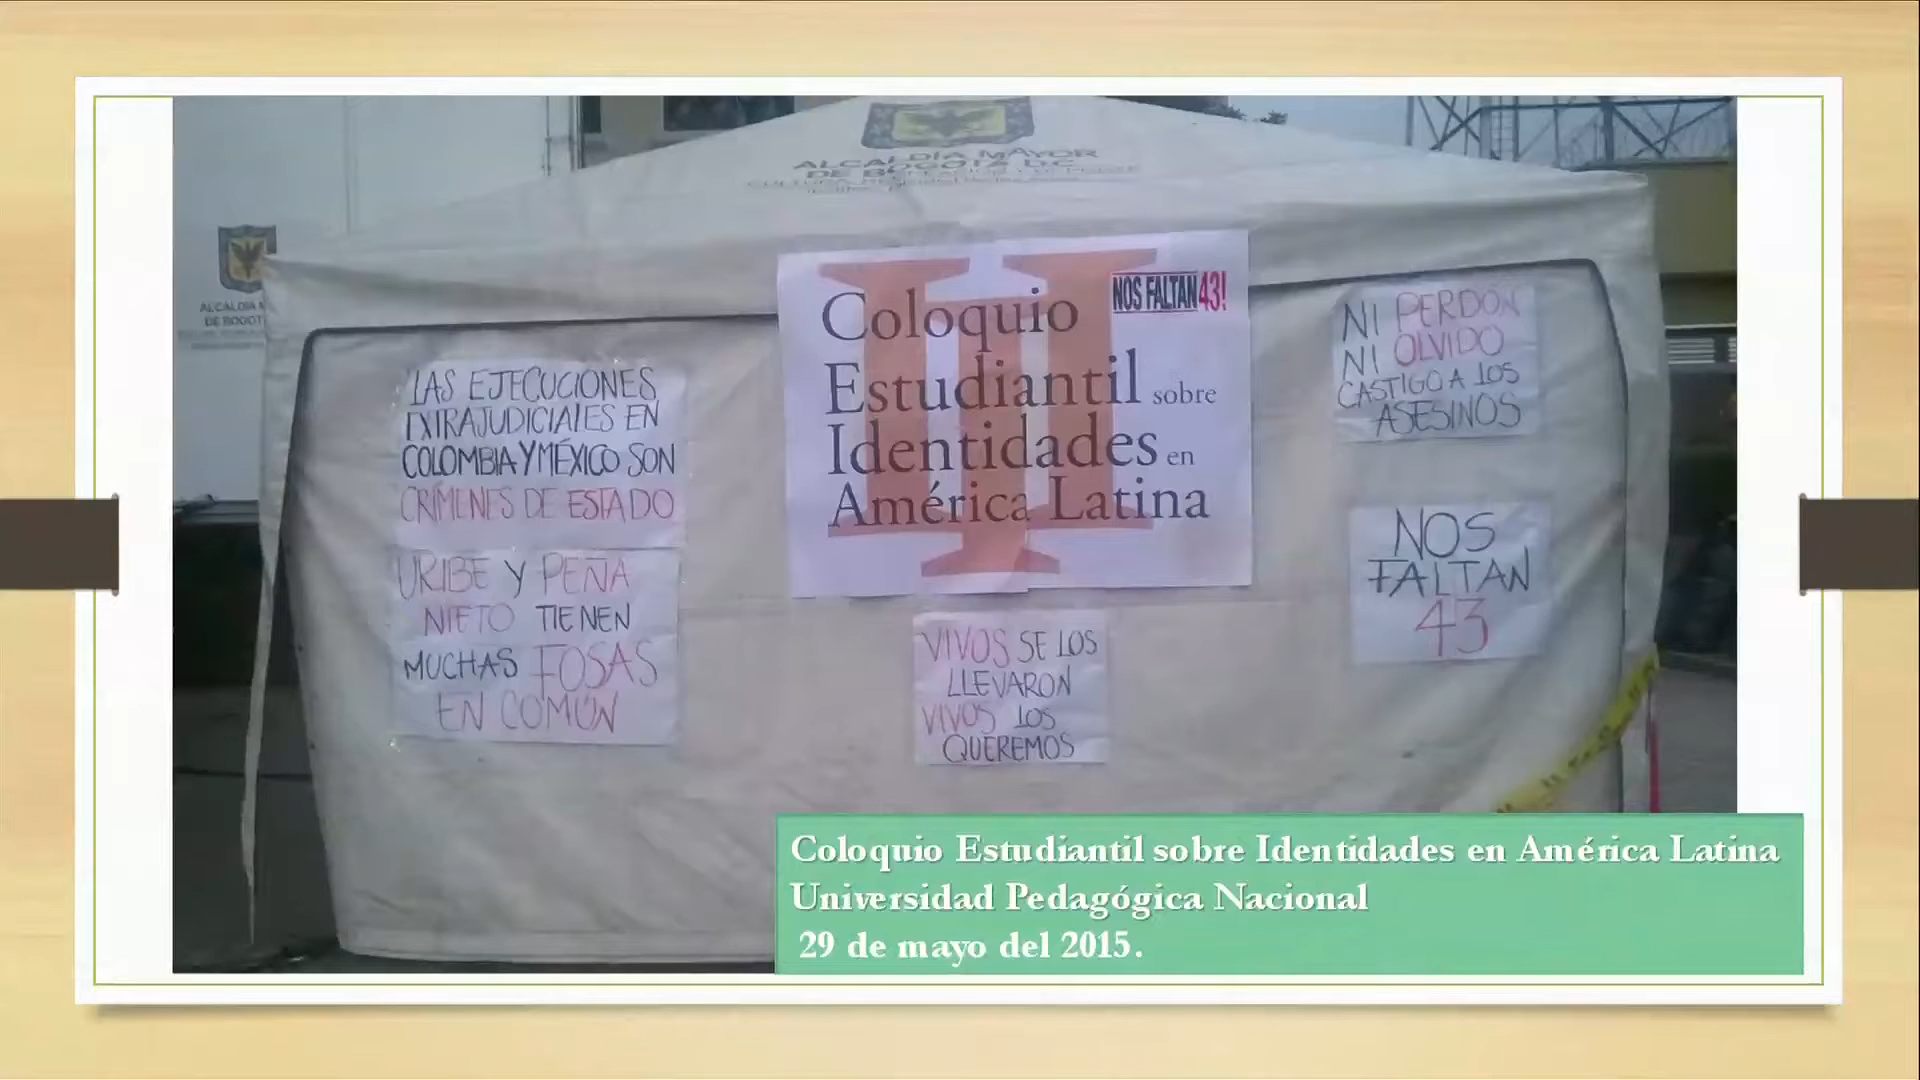 ALCALDÍA MAYOR
DE BOGOTÁ D.C.
ALCALDÍA M
DE BOGOT
Coloquio
Estudiantil sobre
Identidades en
América Latina
NOS FALTAN 43!
LAS EJECUCIONES
EXTRAJUDICIALES EN
COLOMBIA Y MÉXICO SON
CRÍMENES DE ESTADO
URIBE Y PEÑA
NIETO TIENEN
MUCHAS FOSAS
EN COMÚN
VIVOS SE LOS
LLEVARON
VIVOS LOS
QUEREMOS
NI PERDÓN
NI OLVIDO
CASTIGO A LOS
ASESINOS
NOS
FALTAN
43
Coloquio Estudiantil sobre Identidades en América Latina
Universidad Pedagógica Nacional
29 de mayo del 2015.